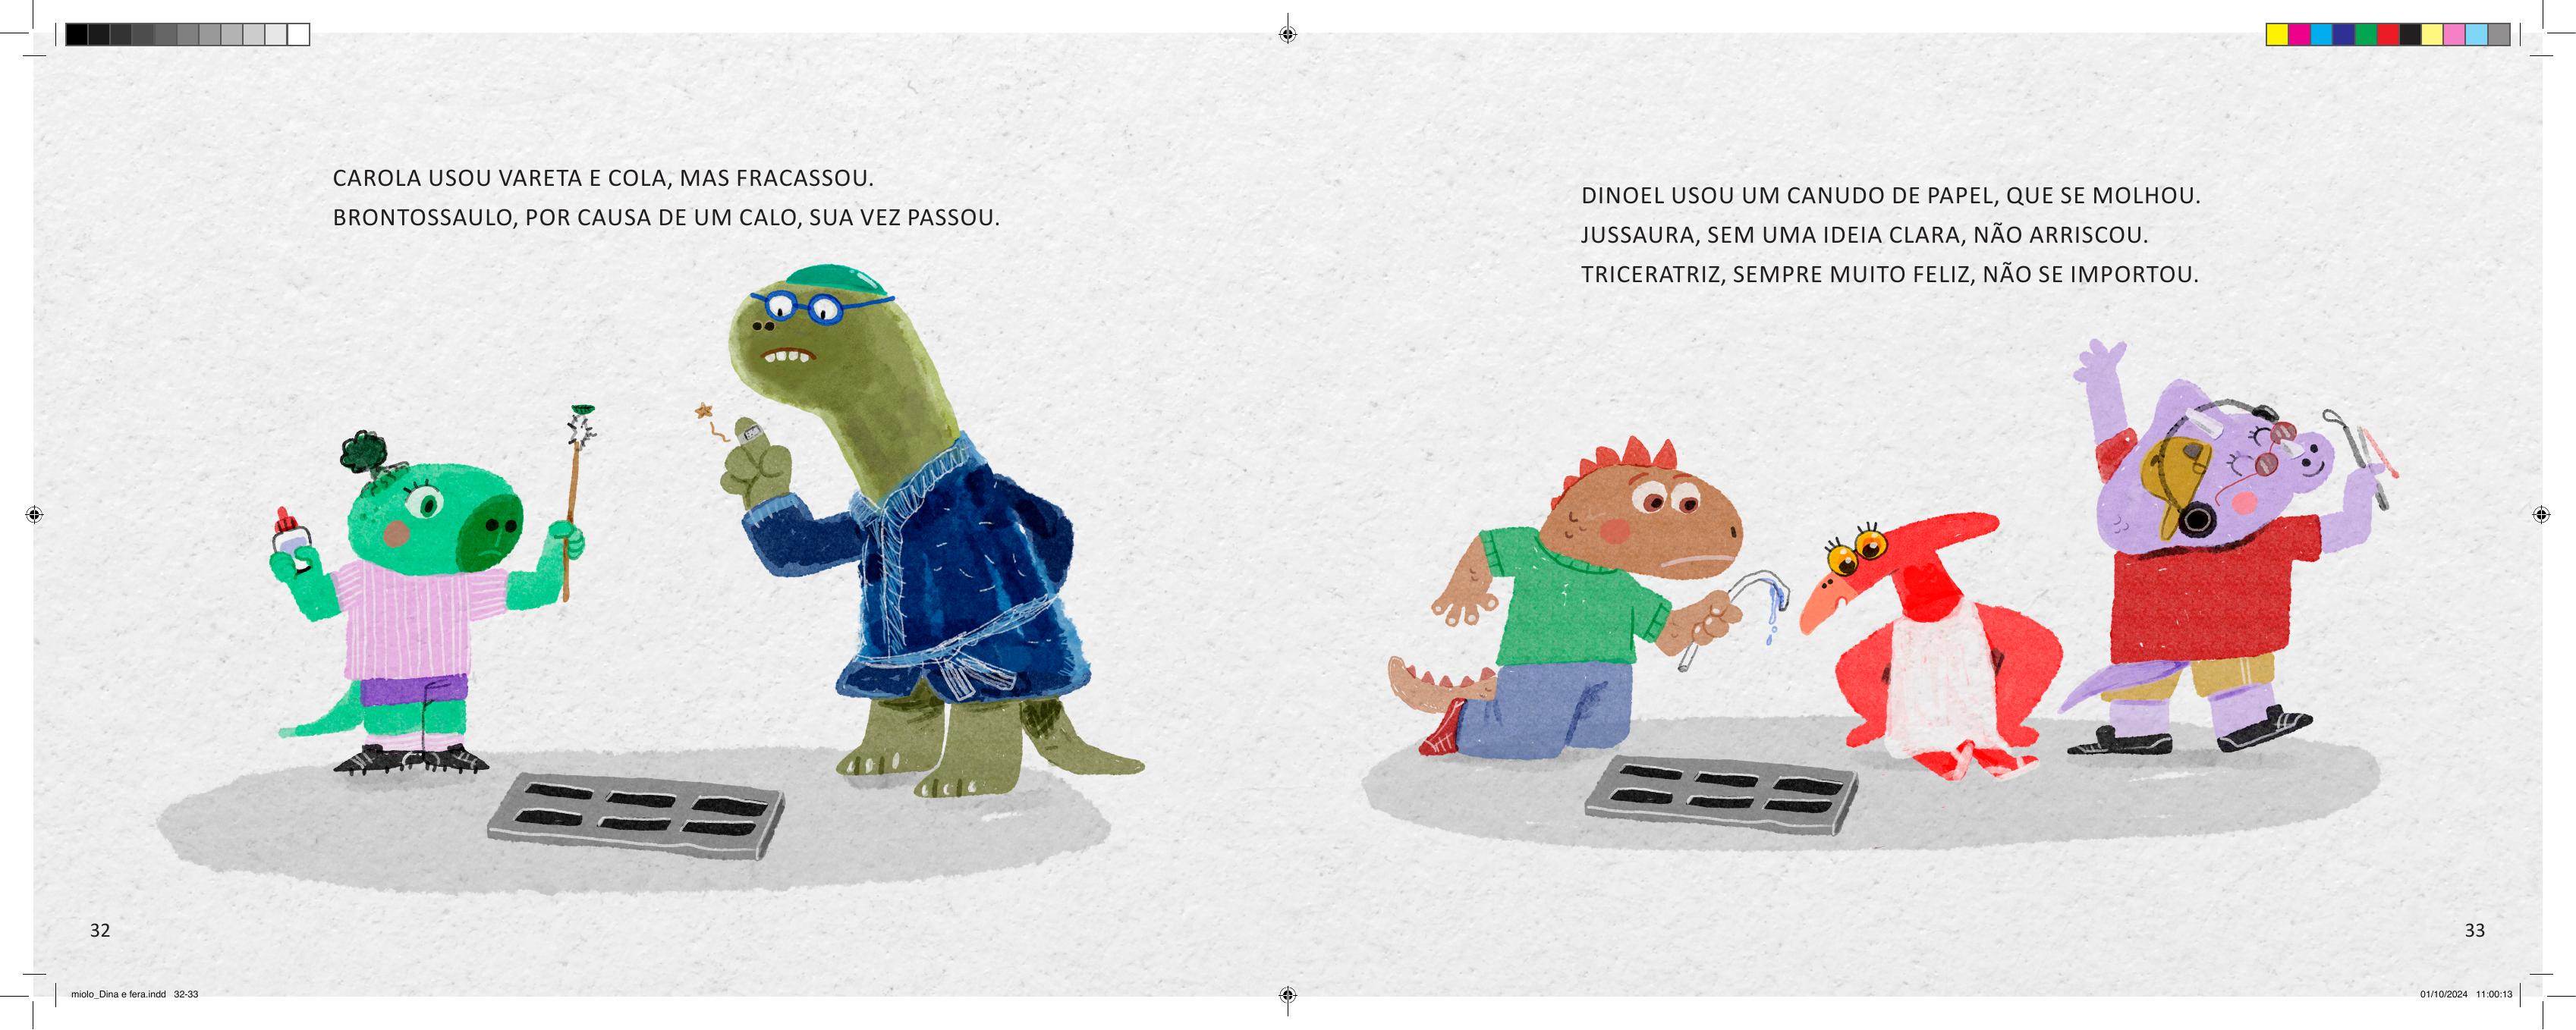 CAROLA USOU VARETA E COLA, MAS FRACASSOU.
BRONTOSSAULO, POR CAUSA DE UM CALO, SUA VEZ PASSOU.
DINOEL USOU UM CANUDO DE PAPEL, QUE SE MOLHOU.
JUSSAURA, SEM UMA IDEIA CLARA, NÃO ARRISCOU.
TRICERATRIZ, SEMPRE MUITO FELIZ, NÃO SE IMPORTOU.
32
33
miolo_Dina e fera.indd 32-33
01/10/2024 11:00:13